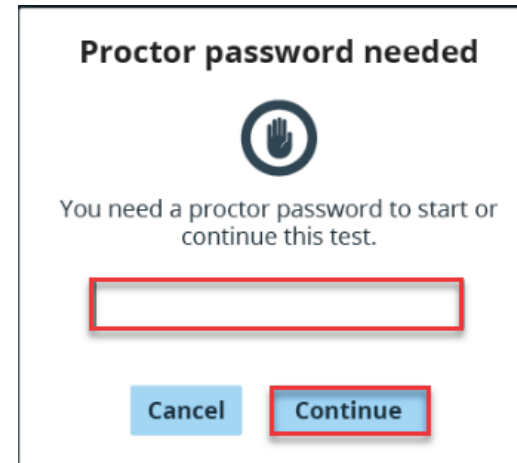 Proctor password needed
You need a proctor password to start or
continue this test.
Cancel Continue